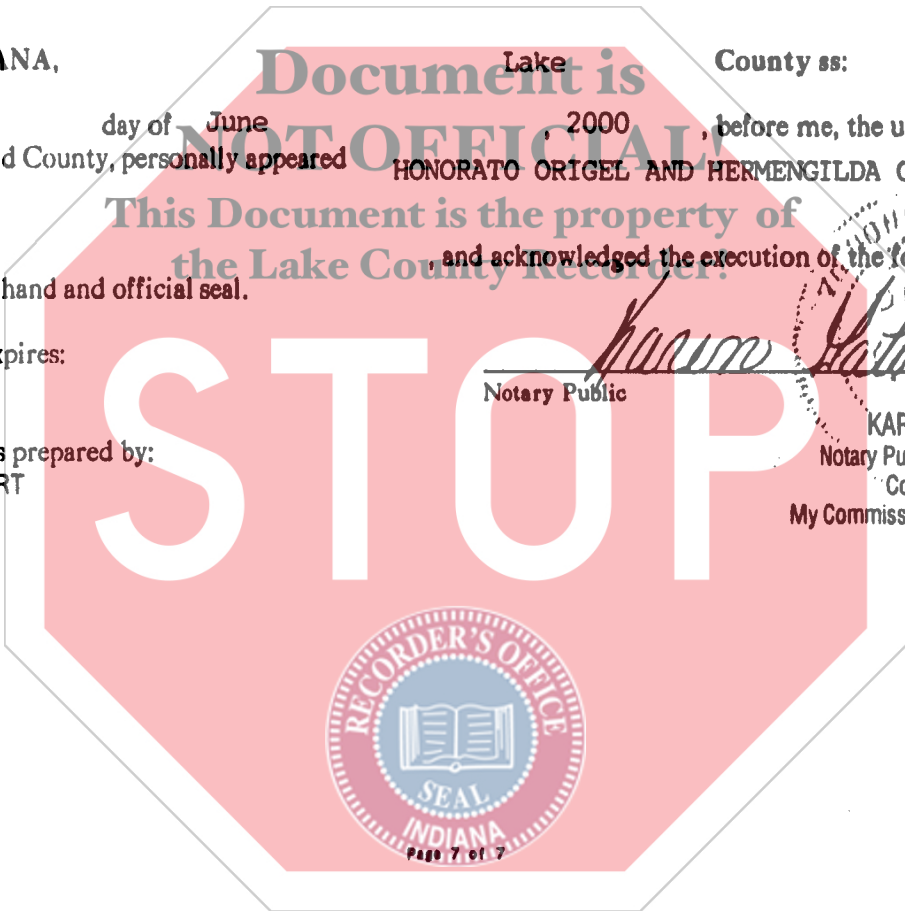 ANA, Lake County ss:
Document is
day of June , 2000 , before me, the u
NOT OFFICIAL!
d County, personally appeared HONORATO ORIGEL AND HERMENGILDA O
This Document is the property of
, and acknowledged the execution of the fo
the Lake County Recorder!
hand and official seal.
xpires:
Karim
Notary Public
KAR
s prepared by:
Notary Pu
RT
Co
My Commiss
STOP
RECORDER'S OFFICE
SEAL
INDIANA
Page 7 of 7